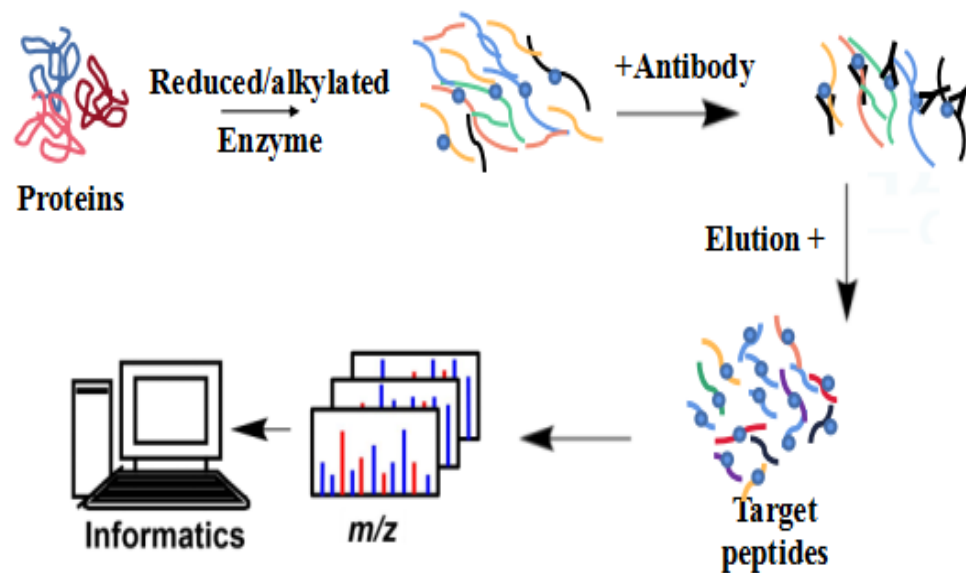 Reduced/alkylated
Enzyme
+Antibody
Proteins
Elution +
Target
peptides
m/z
Informatics